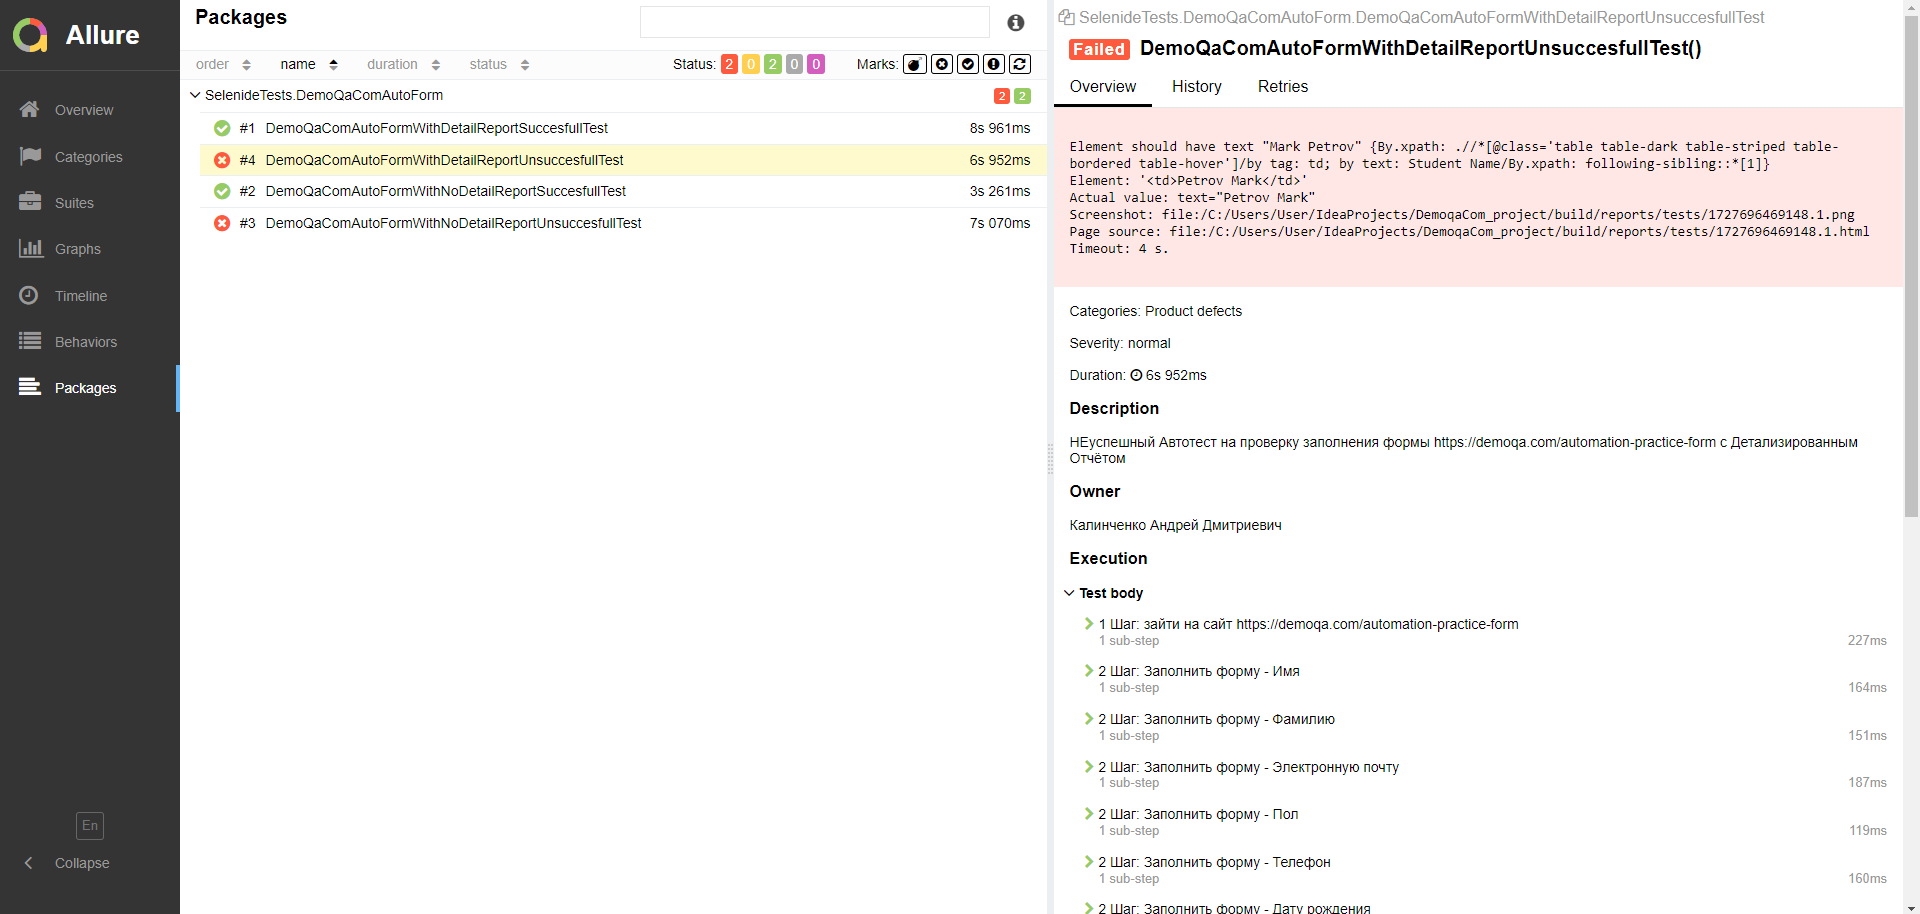 Allure
Overview
Categories
Suites
Graphs
Timeline
Behaviors
Packages
En
Collapse
Packages
order name duration status Status: 2 0 2 0 0 Marks:
SelenideTests.DemoQaComAutoForm 2 2
#1 DemoQaComAutoFormWithDetailReportSuccesfullTest 8s 961ms
#4 DemoQaComAutoFormWithDetailReportUnsuccesfullTest 6s 952ms
#2 DemoQaComAutoFormWithNoDetailReportSuccesfullTest 3s 261ms
#3 DemoQaComAutoFormWithNoDetailReportUnsuccesfullTest 7s 070ms
SelenideTests.DemoQaComAutoForm.DemoQaComAutoFormWithDetailReportUnsuccesfullTest
Failed DemoQaComAutoFormWithDetailReportUnsuccesfullTest()
Overview History Retries
Element should have text "Mark Petrov" {By.xpath: .//*[@class='table table-dark table-striped table-
bordered table-hover']/by tag: td; by text: Student Name/By.xpath: following-sibling::*[1]}
Element: '<td>Petrov Mark</td>'
Actual value: text="Petrov Mark"
Screenshot: file:/C:/Users/User/IdeaProjects/DemoqaCom_project/build/reports/tests/1727696469148.1.png
Page source: file:/C:/Users/User/IdeaProjects/DemoqaCom_project/build/reports/tests/1727696469148.1.html
Timeout: 4 s.
Categories: Product defects
Severity: normal
Duration: 6s 952ms
Description
НЕуспешный Автотест на проверку заполнения формы https://demoqa.com/automation-practice-form с Детализированным
Отчётом
Owner
Калинченко Андрей Дмитриевич
Execution
Test body
1 Шаг: зайти на сайт https://demoqa.com/automation-practice-form
1 sub-step 227ms
2 Шаг: Заполнить форму - Имя
1 sub-step 164ms
2 Шаг: Заполнить форму - Фамилию
1 sub-step 151ms
2 Шаг: Заполнить форму - Электронную почту
1 sub-step 187ms
2 Шаг: Заполнить форму - Пол
1 sub-step 119ms
2 Шаг: Заполнить форму - Телефон
1 sub-step 160ms
2 Шаг: Заполнить форму - Дату рождения